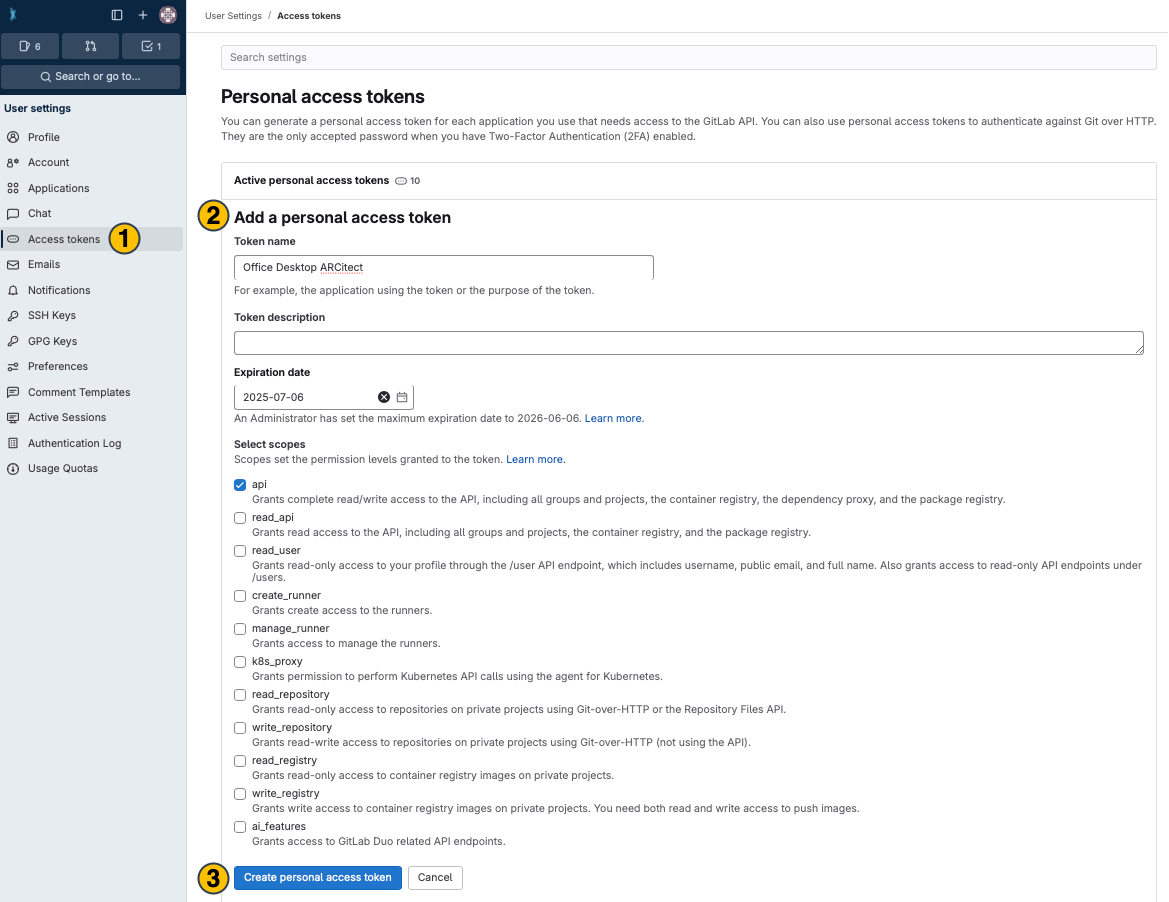 User Settings / Access tokens
6
1
Search or go to...
User settings
Profile
Account
Applications
Chat
Access tokens
1
Emails
Notifications
SSH Keys
GPG Keys
Preferences
Comment Templates
Active Sessions
Authentication Log
Usage Quotas
Search settings
Personal access tokens
You can generate a personal access token for each application you use that needs access to the GitLab API. You can also use personal access tokens to authenticate against Git over HTTP.
They are the only accepted password when you have Two-Factor Authentication (2FA) enabled.
Active personal access tokens 10
2
Add a personal access token
Token name
Office Desktop ARCitect
For example, the application using the token or the purpose of the token.
Token description
Expiration date
2025-07-06
An Administrator has set the maximum expiration date to 2026-06-06. Learn more.
Select scopes
Scopes set the permission levels granted to the token. Learn more.
api
Grants complete read/write access to the API, including all groups and projects, the container registry, the dependency proxy, and the package registry.
read_api
Grants read access to the API, including all groups and projects, the container registry, and the package registry.
read_user
Grants read-only access to your profile through the /user API endpoint, which includes username, public email, and full name. Also grants access to read-only API endpoints under
/users.
create_runner
Grants create access to the runners.
manage_runner
Grants access to manage the runners.
k8s_proxy
Grants permission to perform Kubernetes API calls using the agent for Kubernetes.
read_repository
Grants read-only access to repositories on private projects using Git-over-HTTP or the Repository Files API.
write_repository
Grants read-write access to repositories on private projects using Git-over-HTTP (not using the API).
read_registry
Grants read-only access to container registry images on private projects.
write_registry
Grants write access to container registry images on private projects. You need both read and write access to push images.
ai_features
Grants access to GitLab Duo related API endpoints.
3
Create personal access token
Cancel